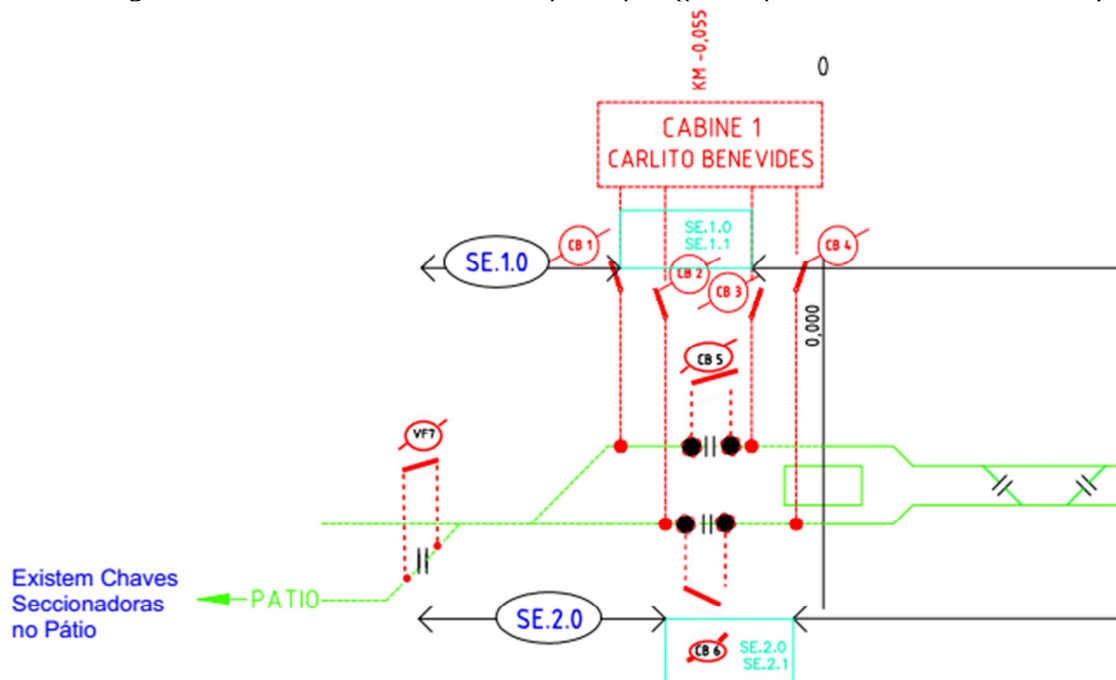 KM -0,055
0
CABINE 1
CARLITO BENEVIDES
SE.1.0
SE.1.1
CB 1
CB 4
SE.1.0
CB 2
CB 3
0,000
CB 5
VF7
Existem Chaves
Seccionadoras
no Pátio
PATIO
SE.2.0
CB 6
SE.2.0
SE.2.1